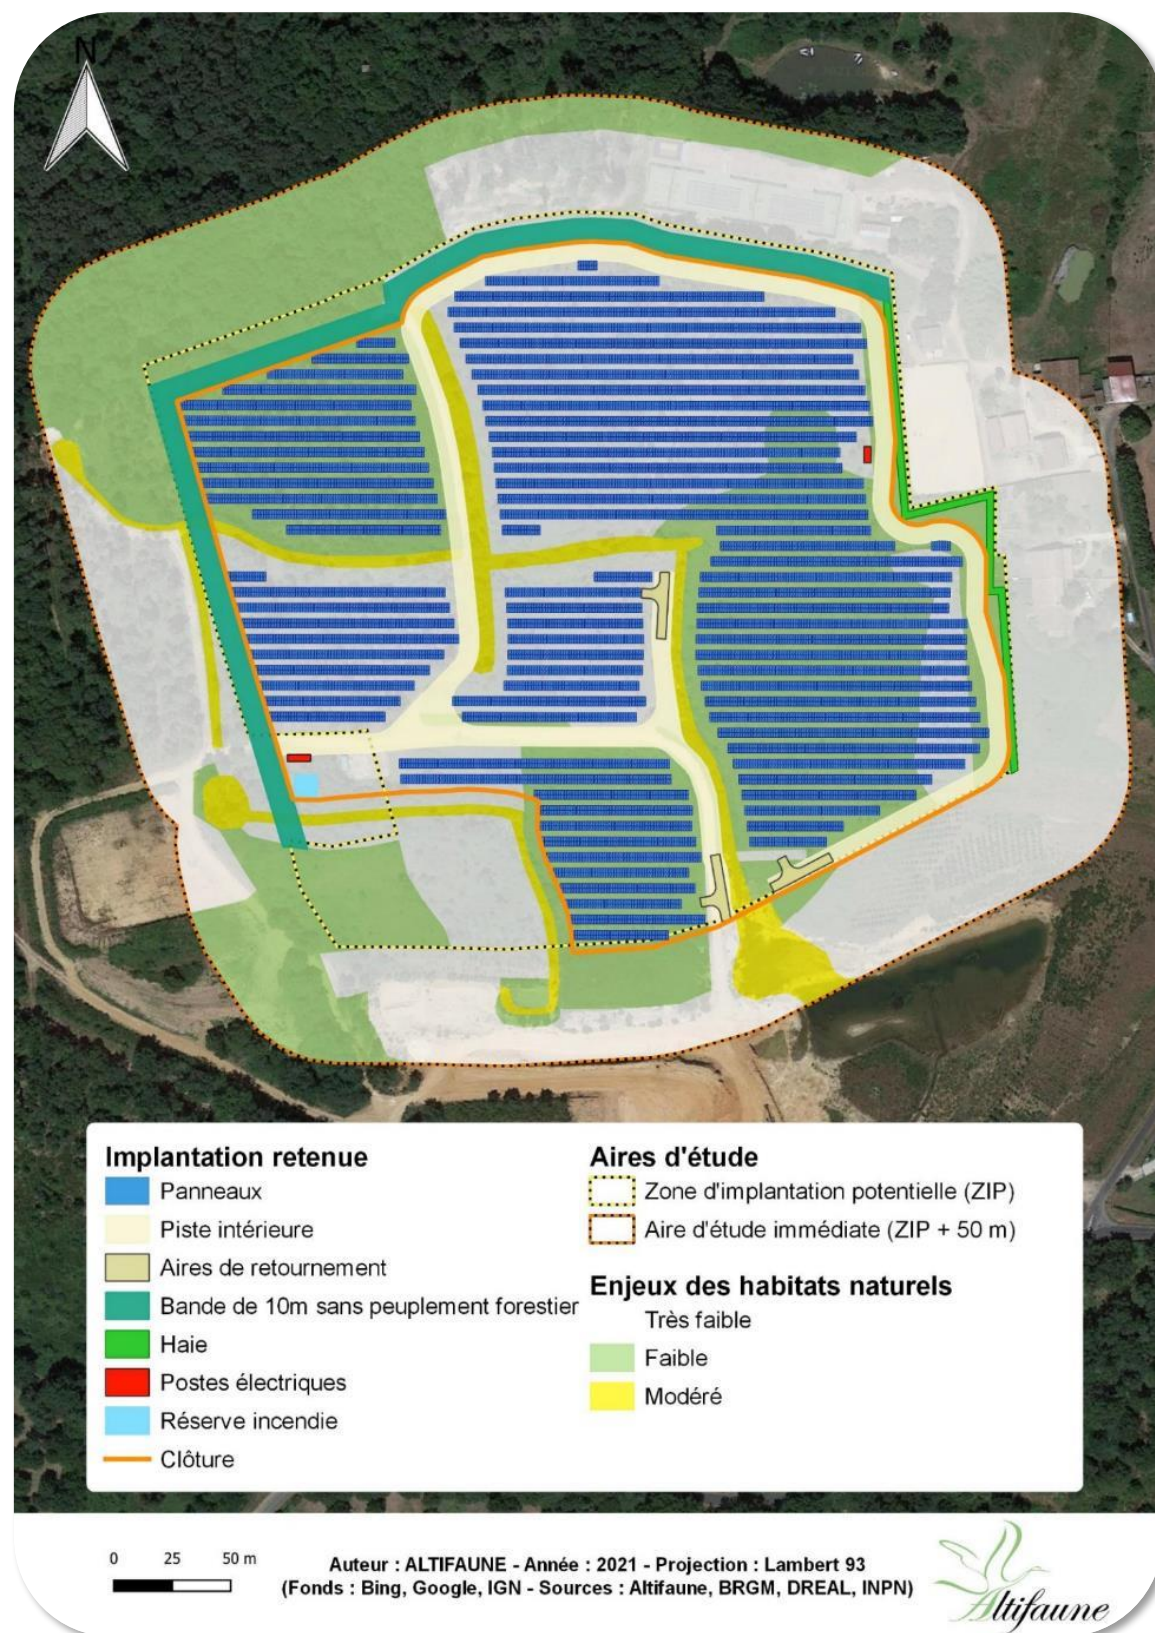 N
Implantation retenue
Panneaux
Piste intérieure
Aires de retournement
Bande de 10m sans peuplement forestier
Haie
Postes électriques
Réserve incendie
Clôture
Aires d'étude
Zone d'implantation potentielle (ZIP)
Aire d'étude immédiate (ZIP + 50 m)
Enjeux des habitats naturels
Très faible
Faible
Modéré
0 25 50 m
Auteur : ALTIFAUNE - Année : 2021 - Projection : Lambert 93
(Fonds : Bing, Google, IGN - Sources : Altifaune, BRGM, DREAL, INPN)
Altifaune